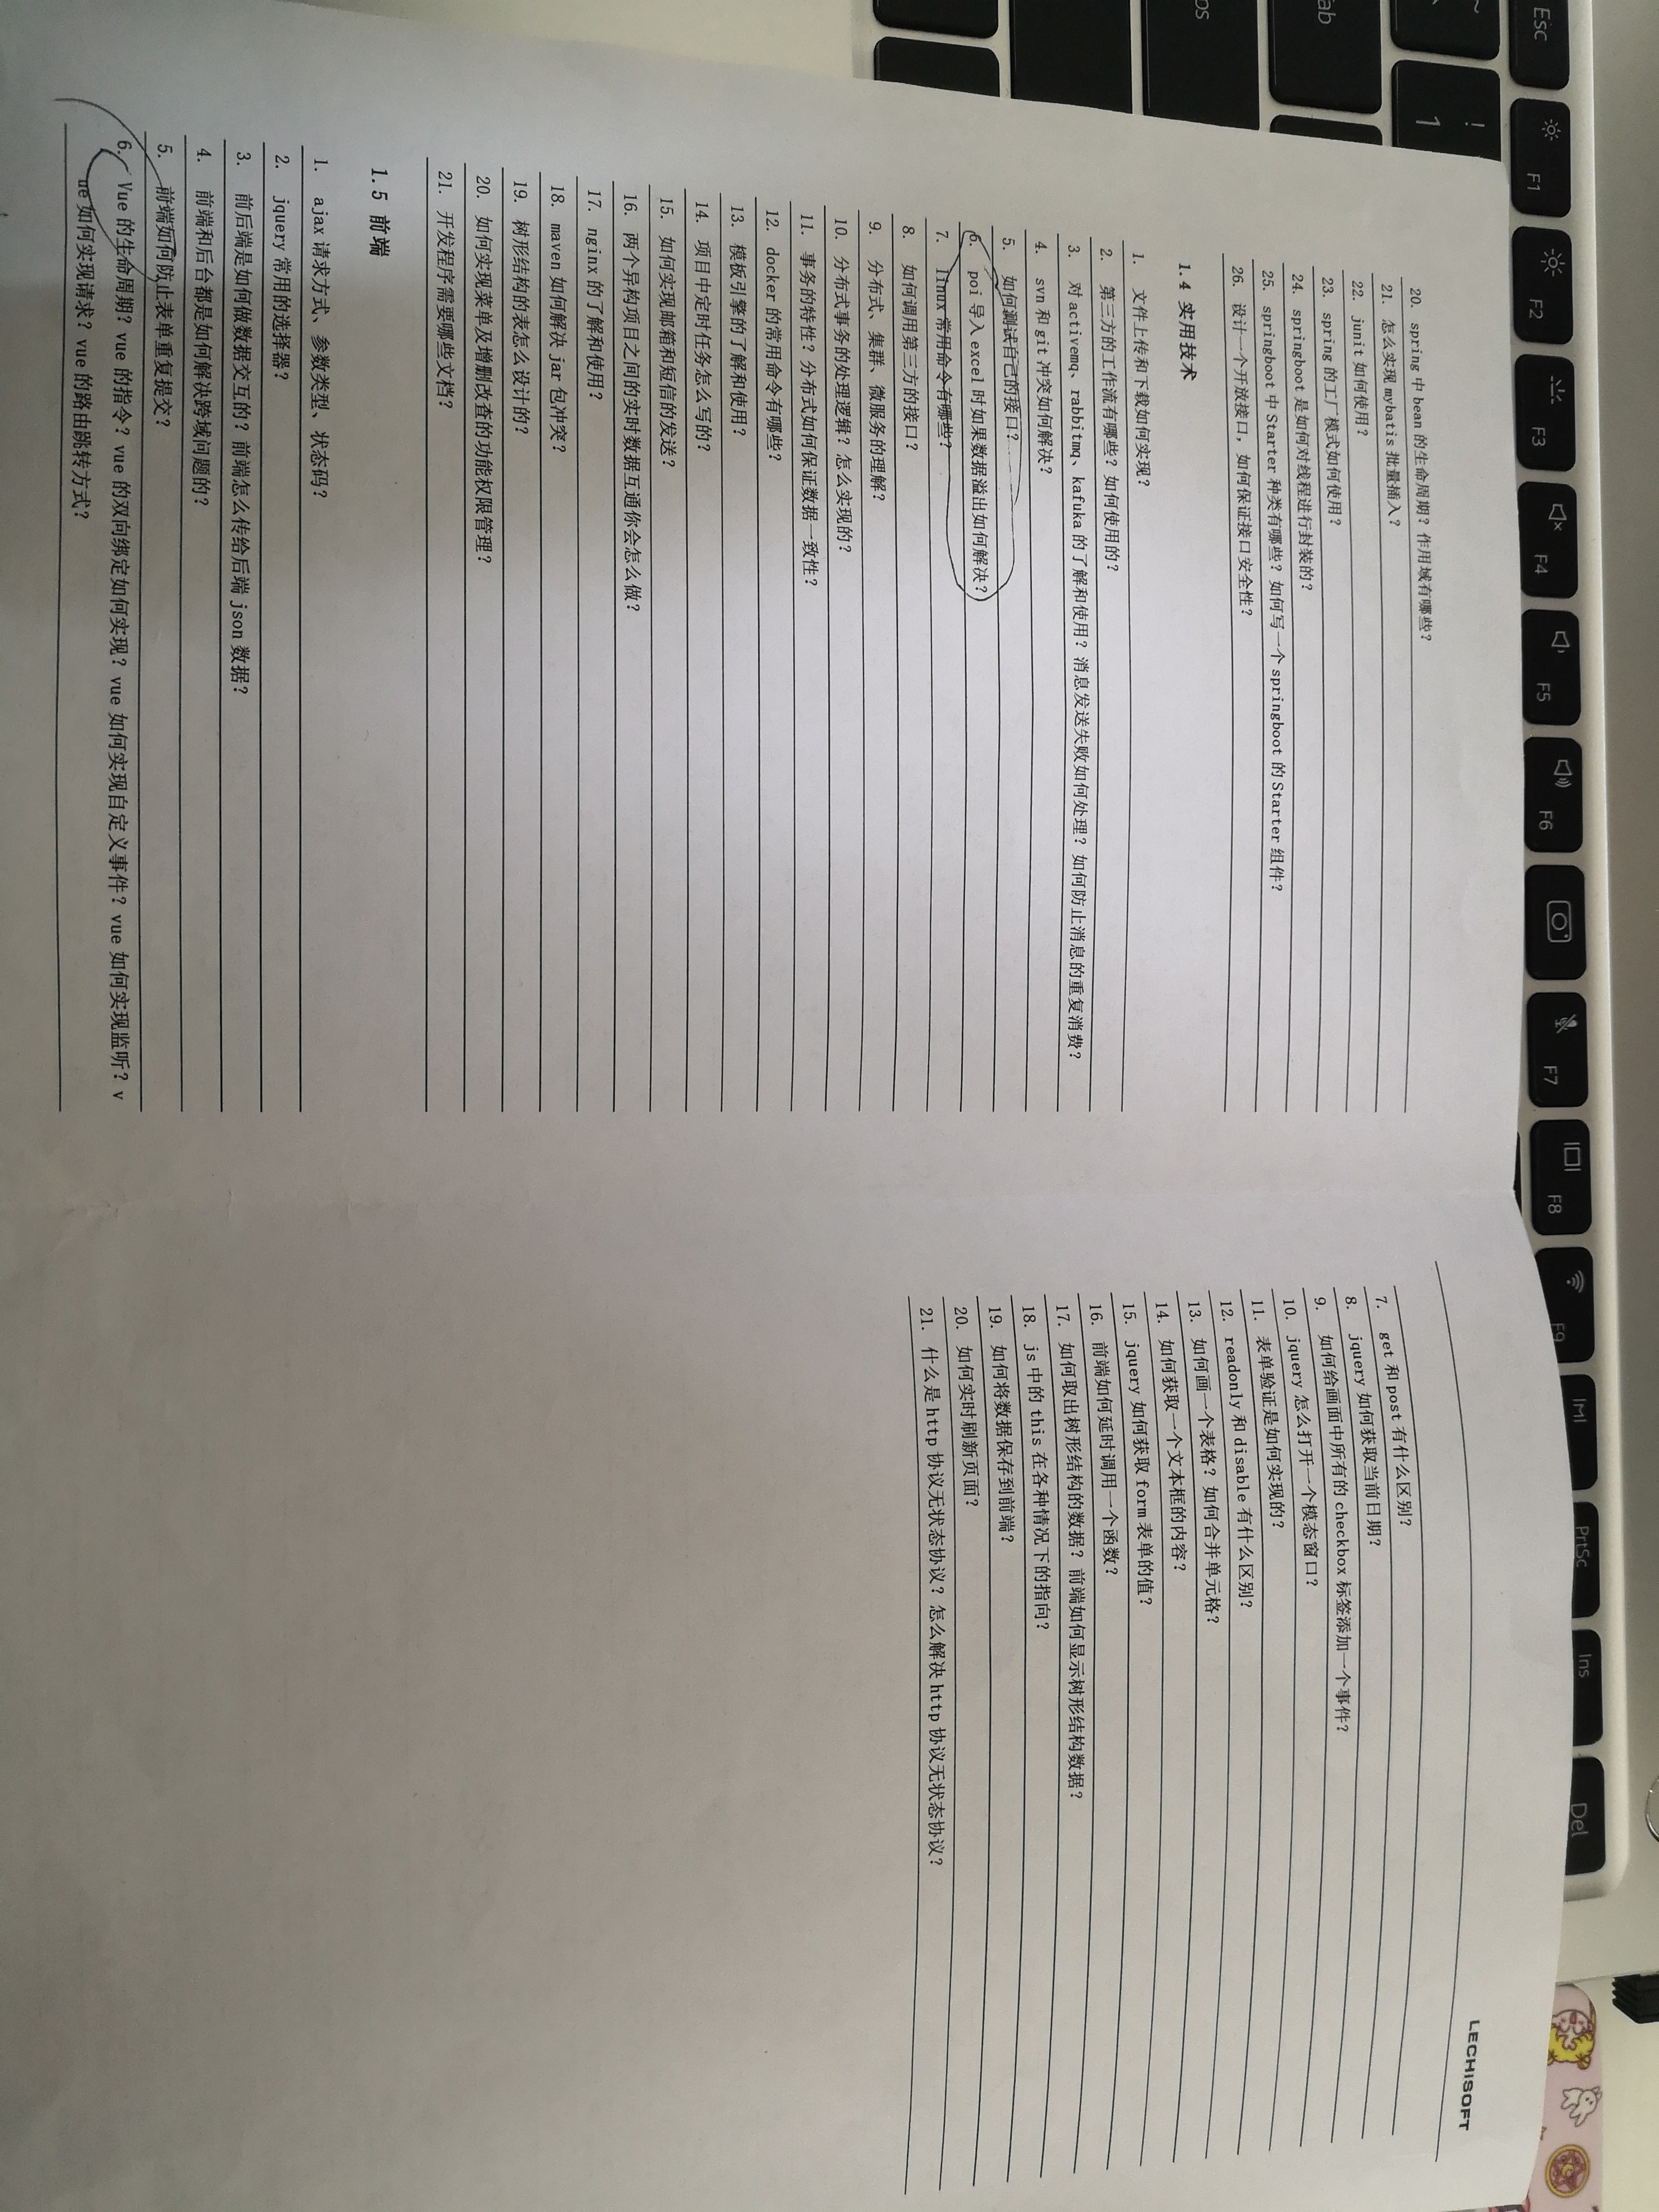 20. spring 中 bean 的生命周期？作用域有哪些？
21. 怎么实现 mybatis 批量插入？
22. junit 如何使用？
23. spring 的工厂模式如何使用？
24. springboot 是如何对线程进行封装的？
25. springboot 中 Starter 种类有哪些？如何写一个 springboot 的 Starter 组件？
26. 设计一个开放接口，如何保证接口安全性？
1.4 实用技术
1. 文件上传和下载如何实现？
2. 第三方的工作流有哪些？如何使用的？
3. 对 activemq、rabbitmq、kafuka 的了解和使用？消息发送失败如何处理？如何防止消息的重复消费？
4. svn 和 git 冲突如何解决？
5. 如何测试自己的接口？
6. poi 导入 excel 时如果数据溢出如何解决？
7. linux 常用命令有哪些？
8. 如何调用第三方的接口？
9. 分布式、集群、微服务的理解？
10. 分布式事务的处理逻辑？怎么实现的？
11. 事务的特性？分布式如何保证数据一致性？
12. docker 的常用命令有哪些？
13. 模板引擎的了解和使用？
14. 项目中定时任务怎么写的？
15. 如何实现邮箱和短信的发送？
16. 两个异构项目之间的实时数据互通你会怎么做？
17. nginx 的了解和使用？
18. maven 如何解决 jar 包冲突？
19. 树形结构的表怎么设计的？
20. 如何实现菜单及增删改查的功能权限管理？
21. 开发程序需要哪些文档？
1.5 前端
1. ajax 请求方式、参数类型、状态码？
2. jquery 常用的选择器？
3. 前后端是如何做数据交互的？前端怎么传给后端 json 数据？
4. 前端和后台都是如何解决跨域问题的？
5. 前端如何防止表单重复提交？
6. Vue 的生命周期？vue 的指令？vue 的双向绑定如何实现？vue 如何实现自定义事件？vue 如何实现监听？v
ue 如何实现请求？vue 的路由跳转方式？
LECHISOFT
7. get 和 post 有什么区别？
8. jquery 如何获取当前日期？
9. 如何给画面中所有的 checkbox 标签添加一个事件？
10. jquery 怎么打开一个模态窗口？
11. 表单验证是如何实现的？
12. readonly 和 disable 有什么区别？
13. 如何画一个表格？如何合并单元格？
14. 如何获取一个文本框的内容？
15. jquery 如何获取 form 表单的值？
16. 前端如何延时调用一个函数？
17. 如何取出树形结构的数据？前端如何显示树形结构数据？
18. js 中的 this 在各种情况下的指向？
19. 如何将数据保存到前端？
20. 如何实时刷新页面？
21. 什么是 http 协议无状态协议？怎么解决 http 协议无状态协议？
Esc
F1
F2
F3
F4
F5
F6
F7
F8
F9
PrtSc
Ins
Del
~
!
1